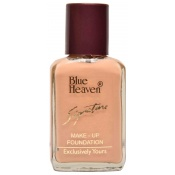 Blue
Heaven®
Signature
MAKE-UP
FOUNDATION
Exclusively Yours